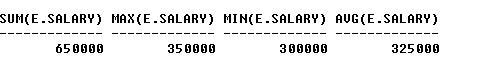 SUM(E.SALARY) MAX(E.SALARY) MIN(E.SALARY) AVG(E.SALARY)
------------- ------------- ------------- -------------
650000 350000 300000 325000